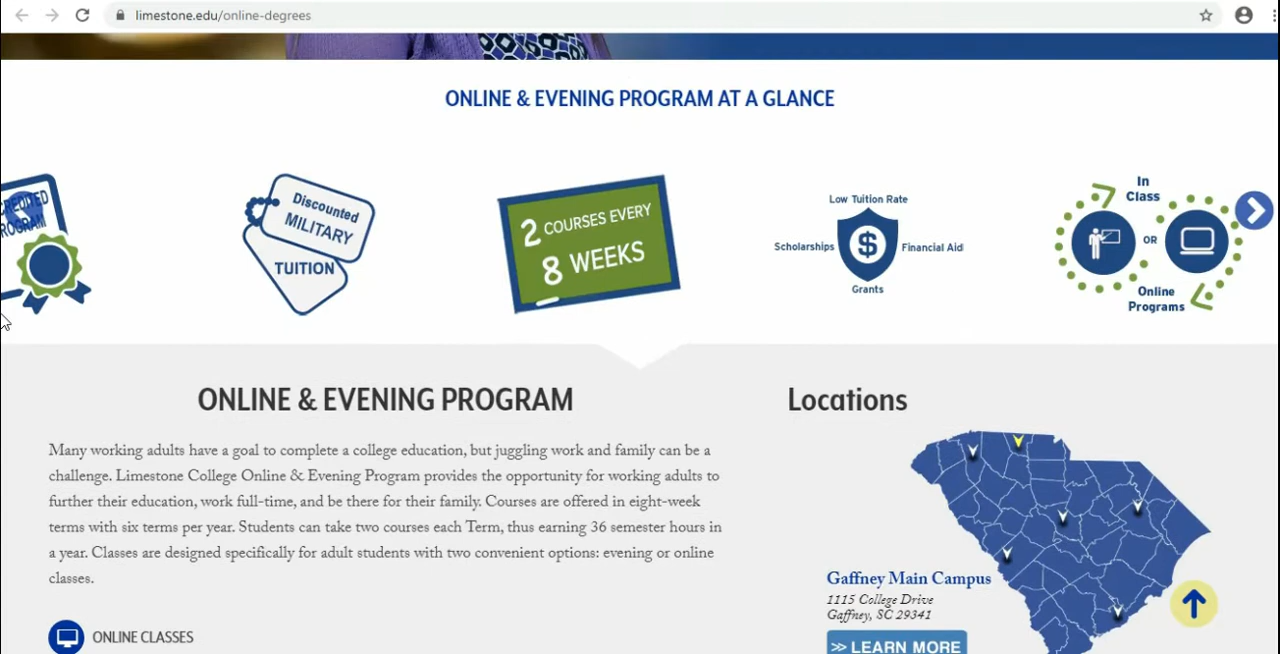 limestone.edu/online-degrees
ONLINE & EVENING PROGRAM AT A GLANCE
Discounted
MILITARY
TUITION
2 COURSES EVERY
8 WEEKS
Low Tuition Rate
Scholarships
$
Financial Aid
Grants
In
Class
OR
Online
Programs
ONLINE & EVENING PROGRAM
Many working adults have a goal to complete a college education, but juggling work and family can be a
challenge. Limestone College Online & Evening Program provides the opportunity for working adults to
further their education, work full-time, and be there for their family. Courses are offered in eight-week
terms with six terms per year. Students can take two courses each Term, thus earning 36 semester hours in
a year. Classes are designed specifically for adult students with two convenient options: evening or online
classes.
ONLINE CLASSES
Locations
Gaffney Main Campus
1115 College Drive
Gaffney, SC 29341
>> LEARN MORE